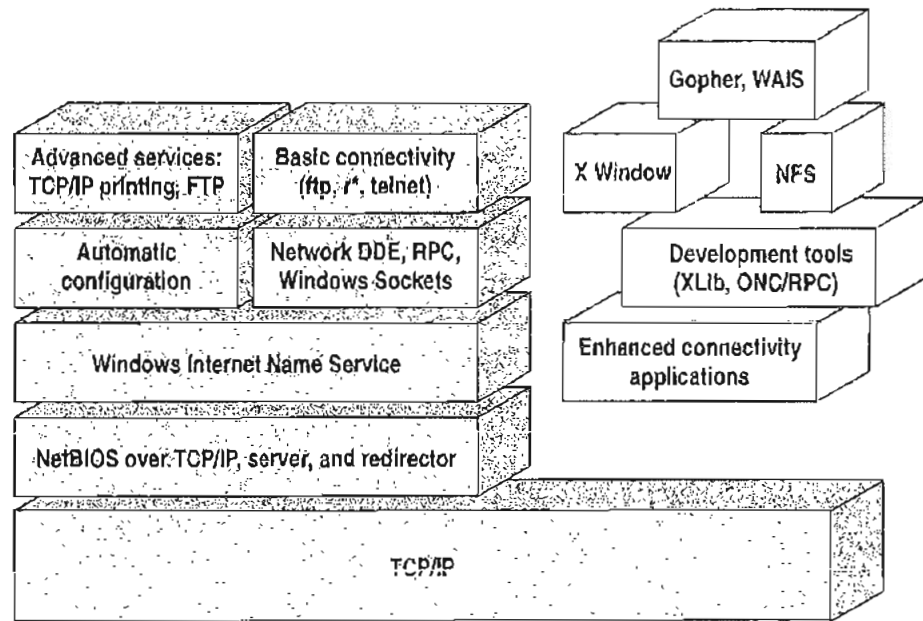 Gopher, WAIS
Advanced services:
TCP/IP printing, FTP
Basic connectivity
(ftp, r*, telnet)
X Window
NFS
Automatic
configuration
Network DDE, RPC,
Windows Sockets
Development tools
(XLib, ONC/RPC)
Windows Internet Name Service
Enhanced connectivity
applications
NetBIOS over TCP/IP, server, and redirector
TCP/IP